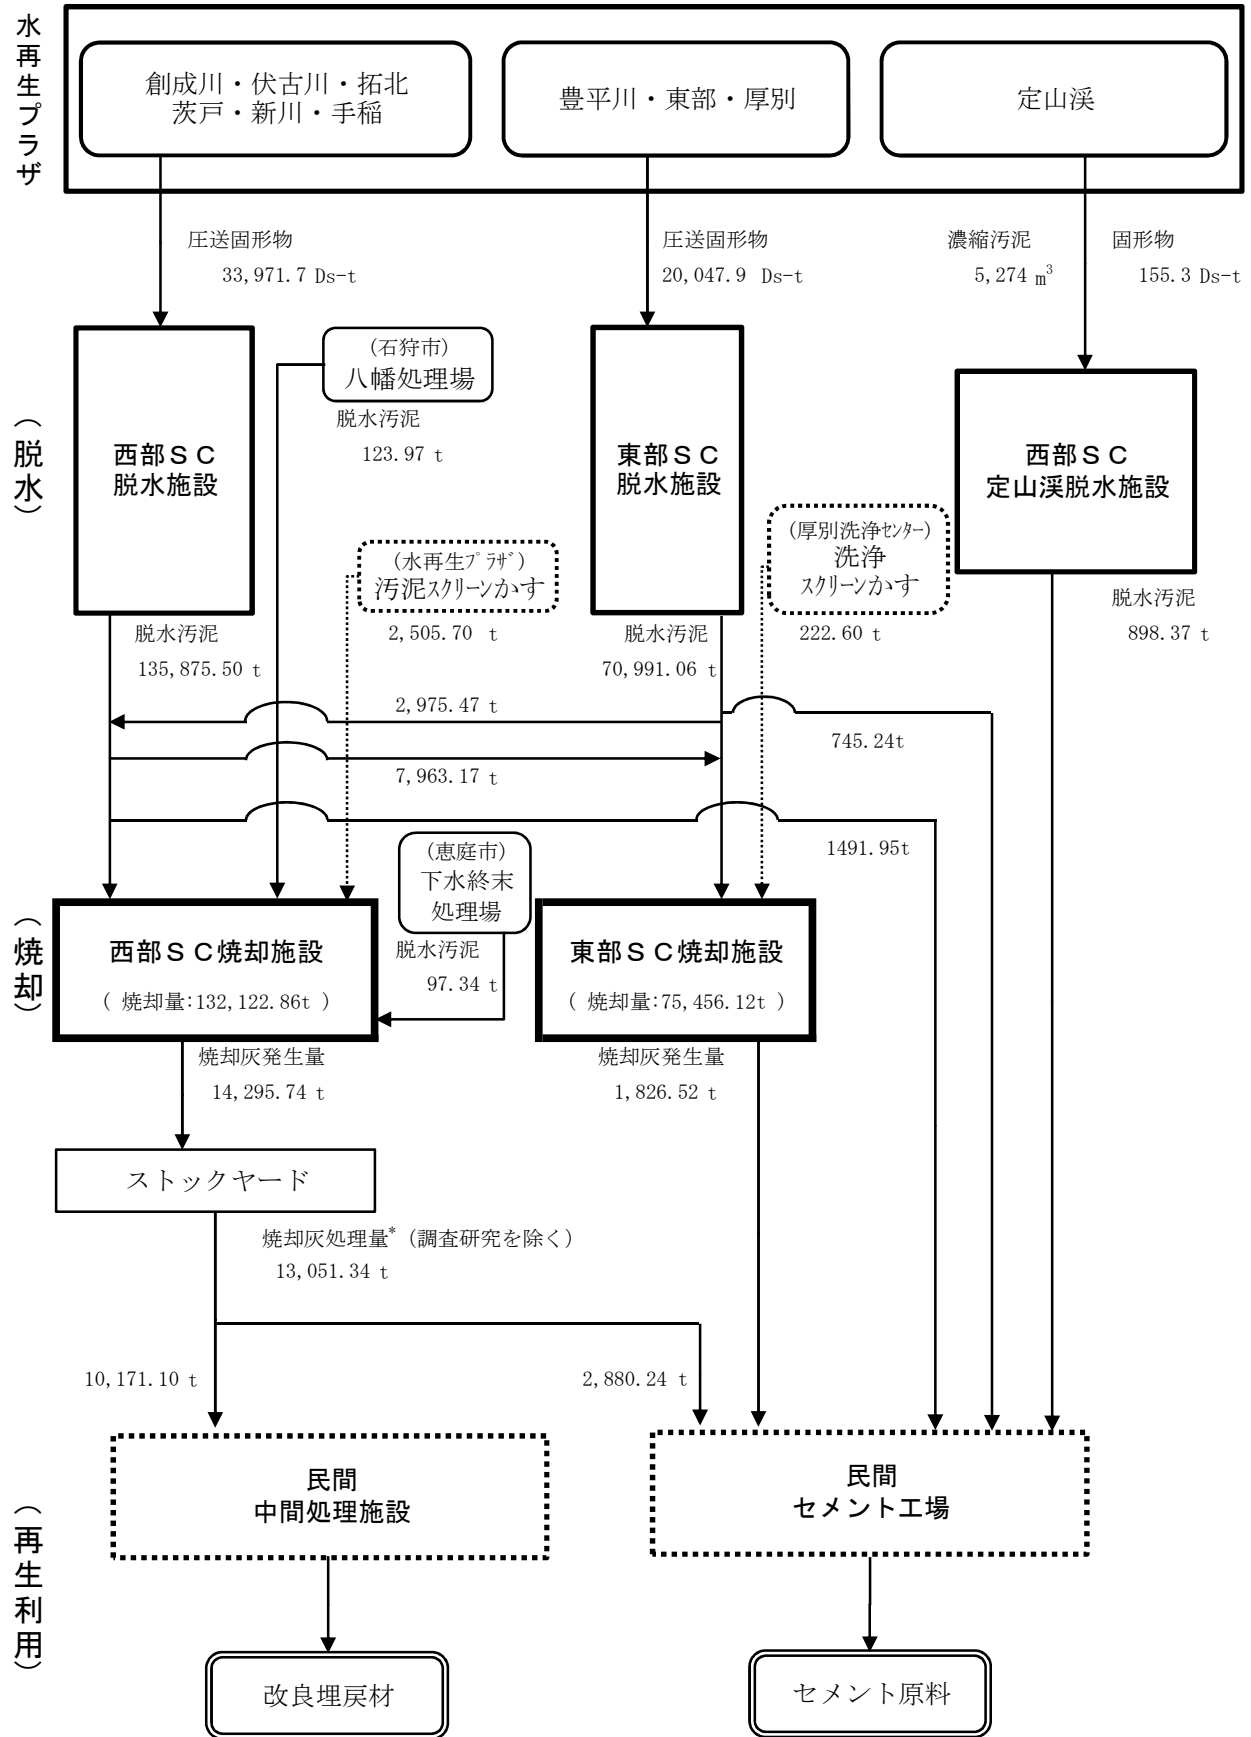 水再生プラザ
創成川・伏古川・拓北
茨戸・新川・手稲
豊平川・東部・厚別
定山渓
圧送固形物
33,971.7 Ds-t
圧送固形物
20,047.9 Ds-t
濃縮汚泥
5,274 m³
固形物
155.3 Ds-t
（脱水）
西部ＳＣ
脱水施設
(石狩市)
八幡処理場
脱水汚泥
123.97 t
東部ＳＣ
脱水施設
西部ＳＣ
定山渓脱水施設
(水再生ﾌﾟﾗｻﾞ)
汚泥ｽｸﾘｰﾝかす
2,505.70 t
(厚別洗浄ｾﾝﾀｰ)
洗浄
ｽｸﾘｰﾝかす
222.60 t
脱水汚泥
135,875.50 t
脱水汚泥
70,991.06 t
脱水汚泥
898.37 t
2,975.47 t
745.24t
7,963.17 t
1491.95t
（焼却）
西部ＳＣ焼却施設
( 焼却量:132,122.86t )
(恵庭市)
下水終末
処理場
脱水汚泥
97.34 t
東部ＳＣ焼却施設
( 焼却量:75,456.12t )
焼却灰発生量
14,295.74 t
焼却灰発生量
1,826.52 t
ストックヤード
焼却灰処理量*（調査研究を除く）
13,051.34 t
10,171.10 t
2,880.24 t
（再生利用）
民間
中間処理施設
民間
セメント工場
改良埋戻材
セメント原料